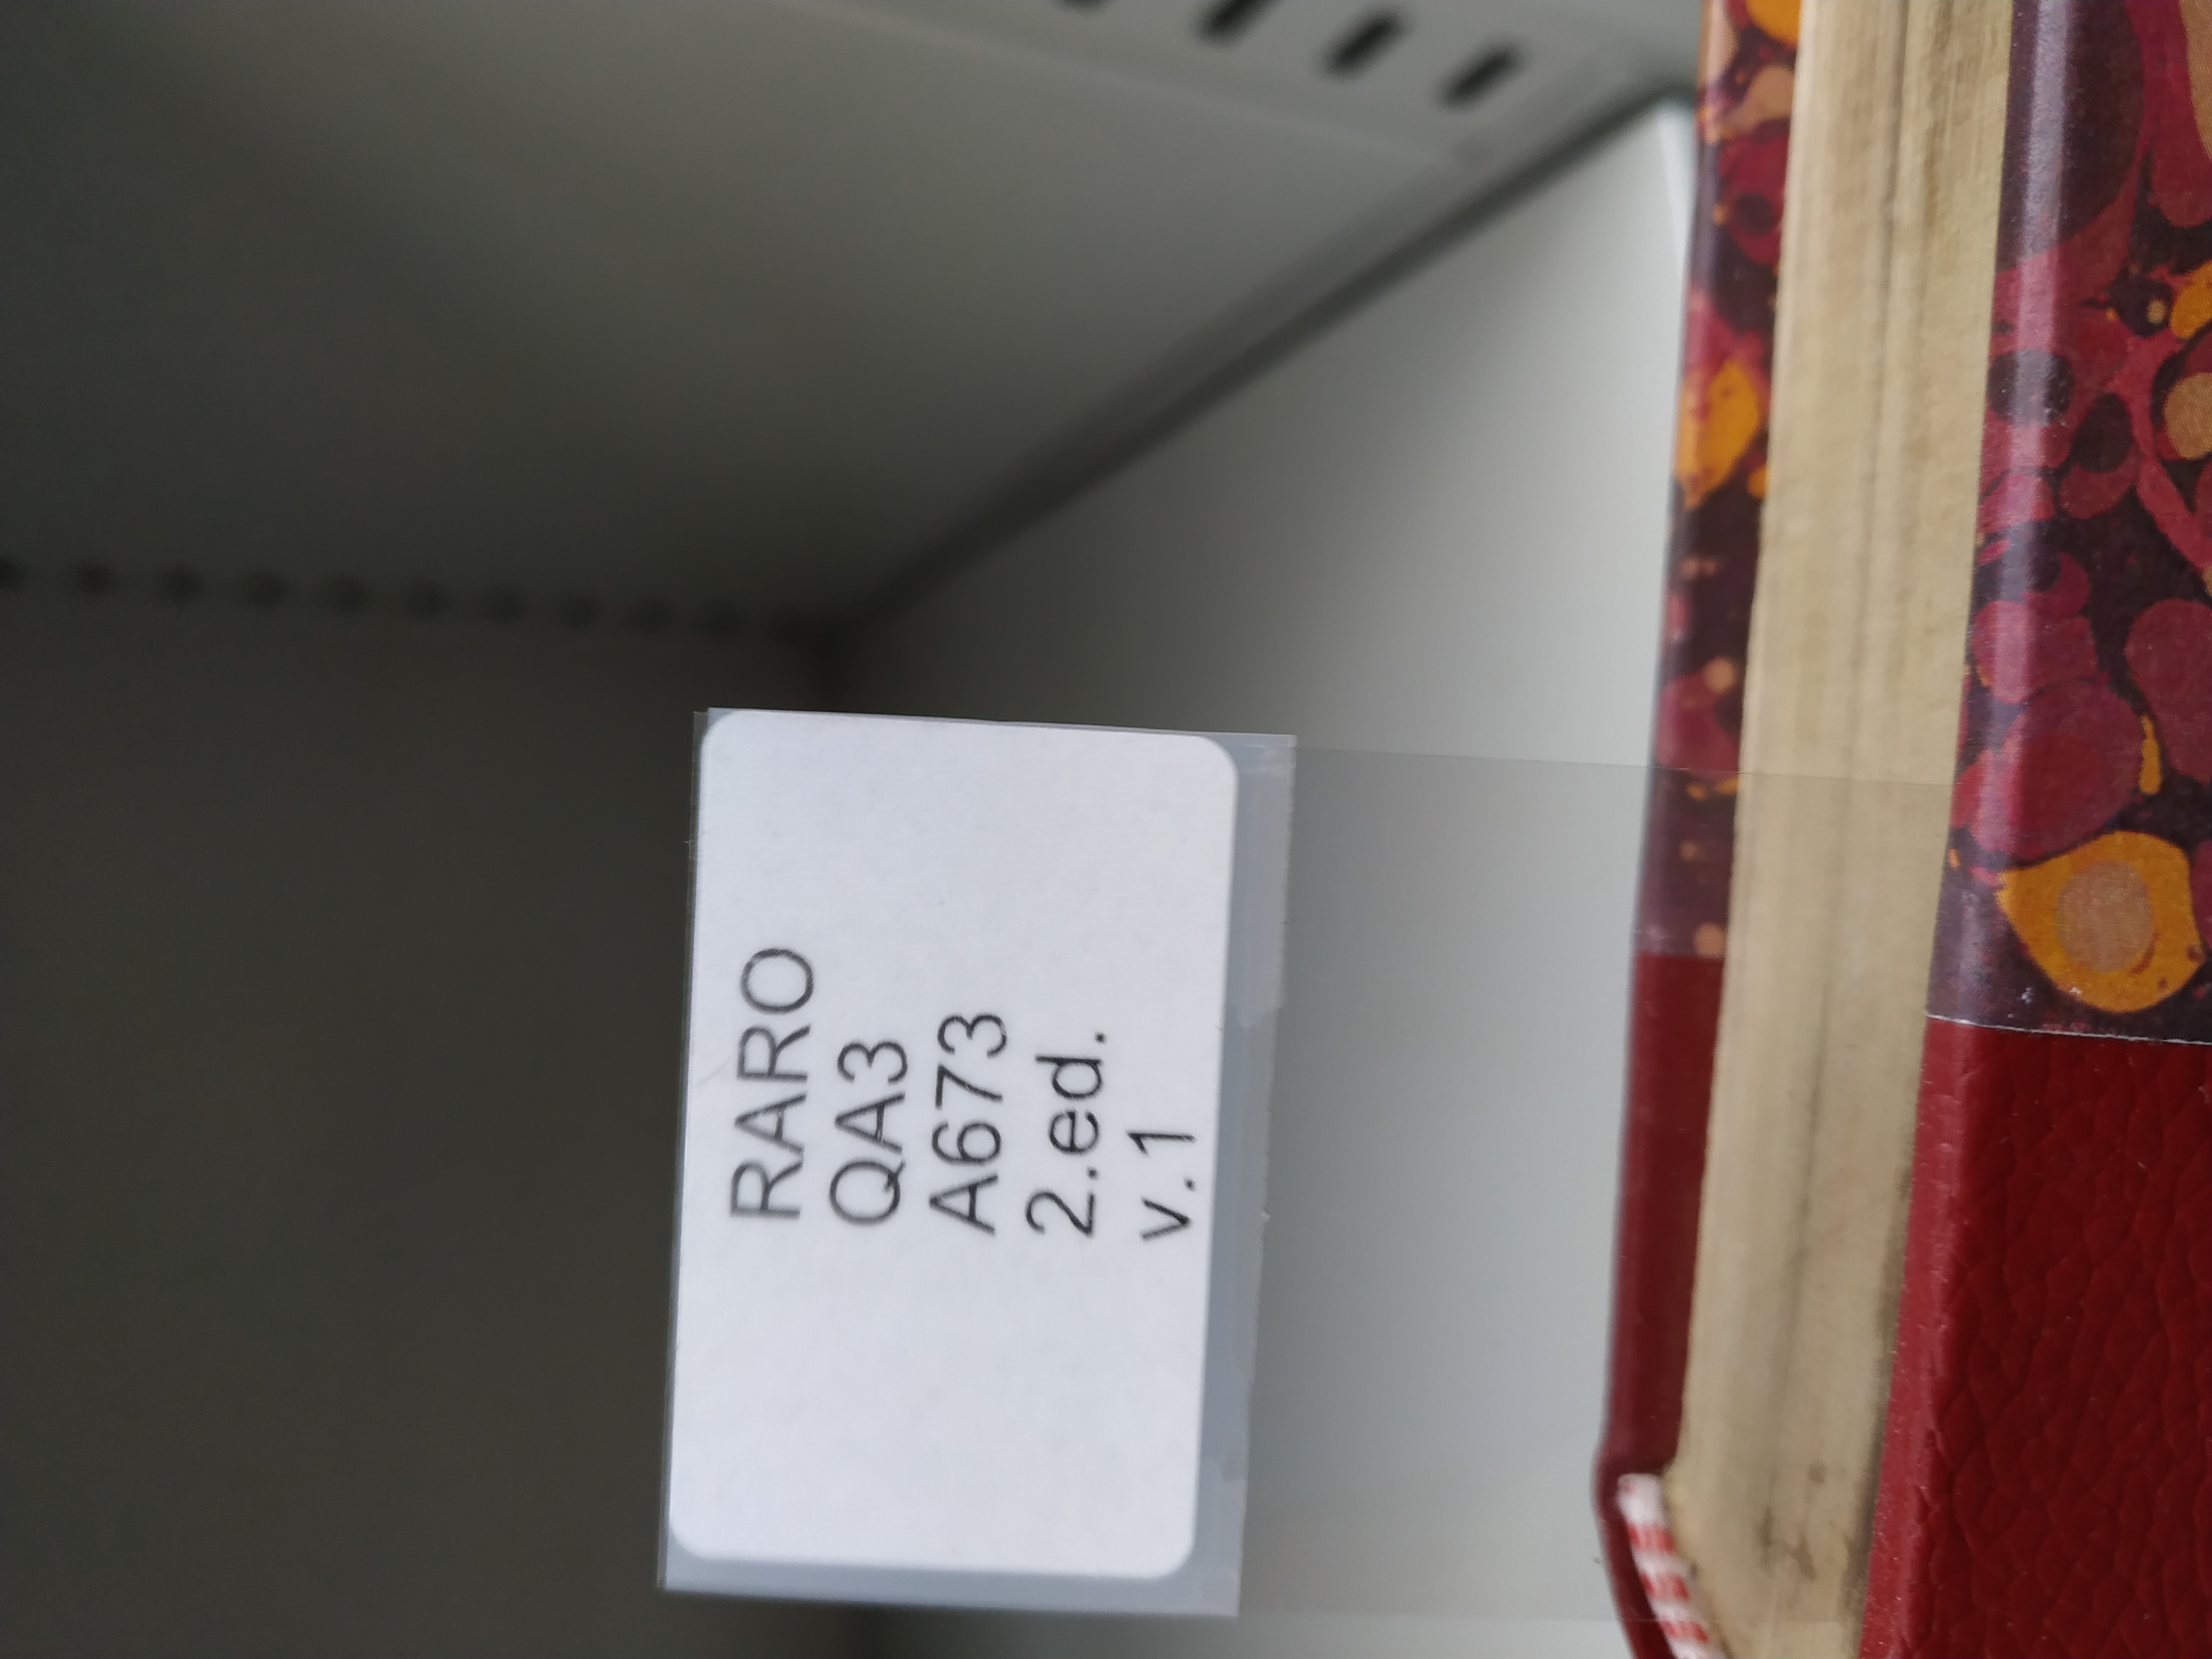 RARO
QA3
A673
2.ed.
v.1